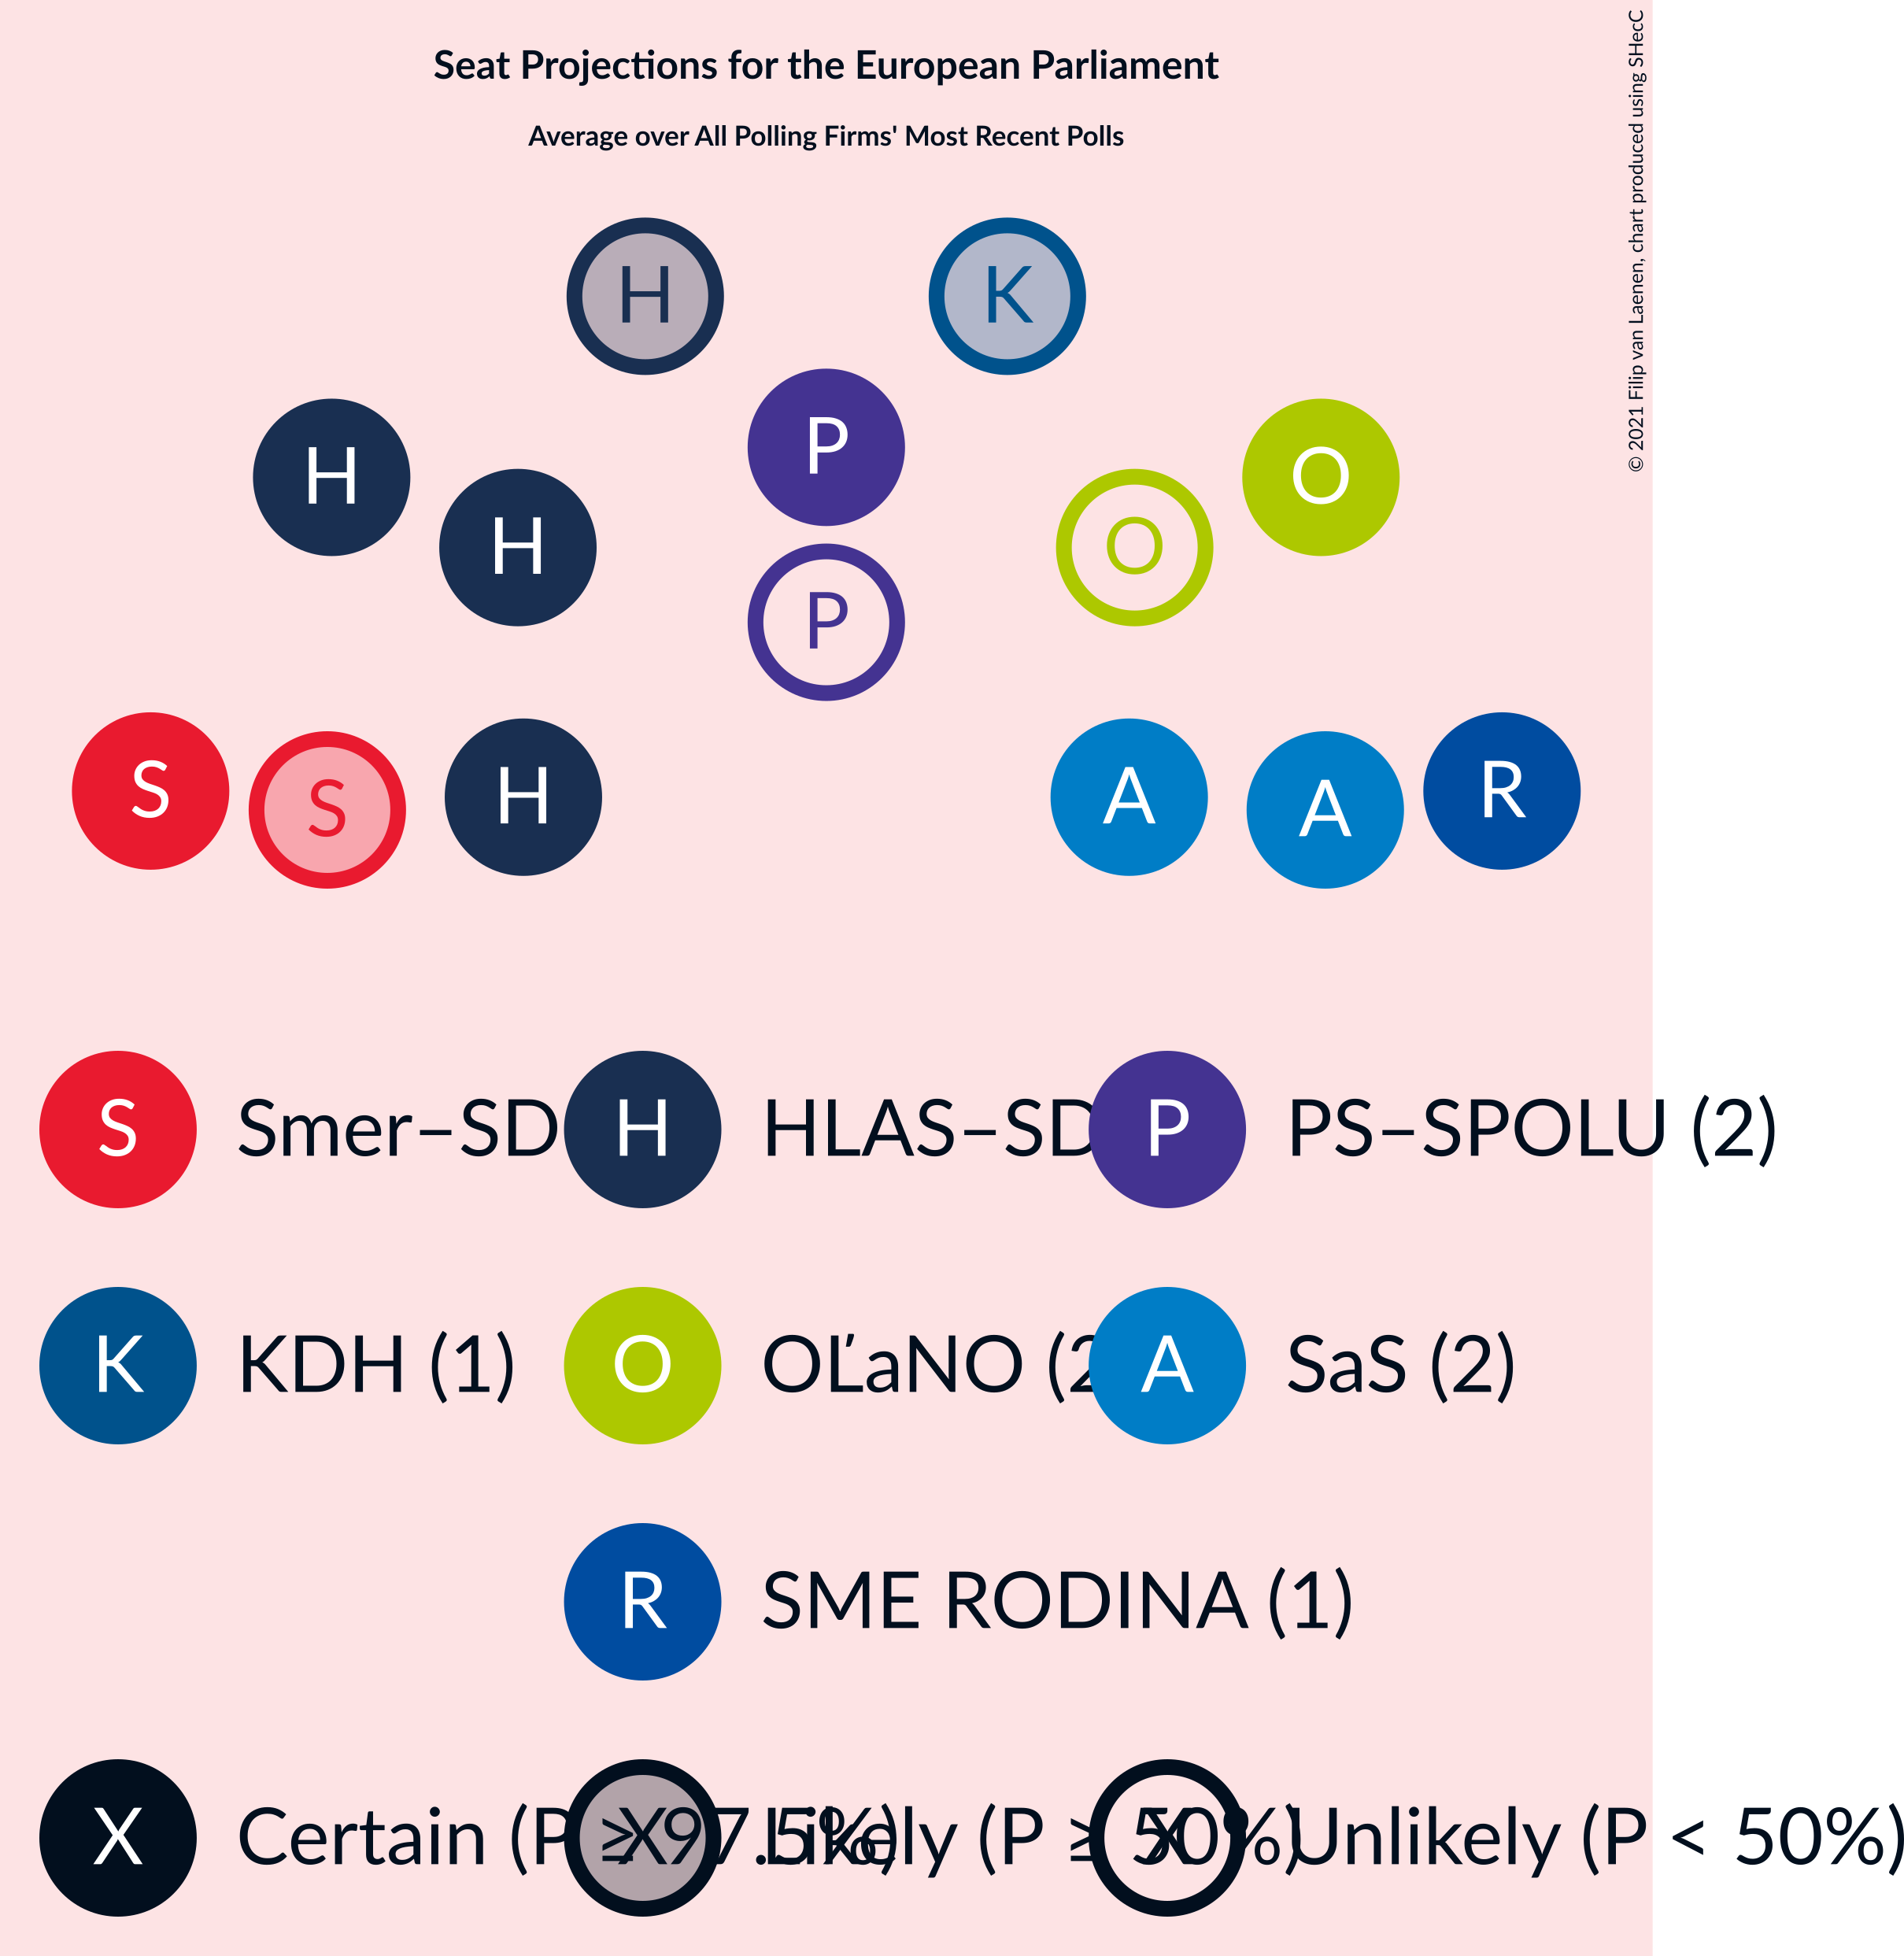 Seat Projections for the European Parliament
Average over All Polling Firms' Most Recent Polls
© 2021 Filip van Laenen, chart produced using SHecC
H K
P
H O
H O
P
S R
H A
S A
S Smer–SD H HLAS–SD P PS–SPOLU (2)
K KDH (1) O OĽaNO (2 A SaS (2)
R SME RODINA (1)
X Certain (P ≥ 97.5%) X Likely (P ≥ 50%) X Unlikely (P < 50%)